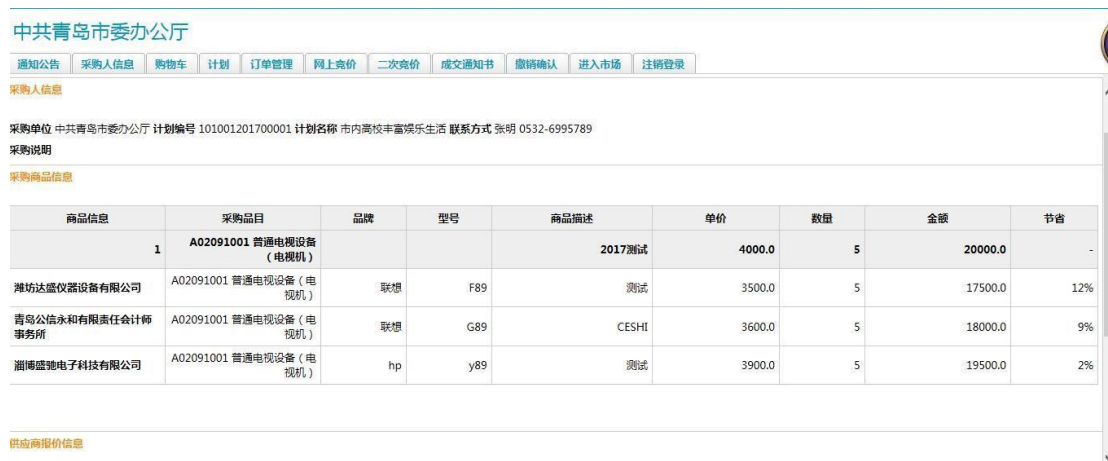 中共青岛市委办公厅
通知公告 采购人信息 购物车 计划 订单管理 网上竞价 二次竞价 成交通知书 撤销确认 进入市场 注销登录
采购人信息
采购单位 中共青岛市委办公厅 计划编号 101001201700001 计划名称 市内高校丰富娱乐生活 联系方式 张明 0532-6995789
采购说明
采购商品信息
商品信息 采购品目 品牌 型号 商品描述 单价 数量 金额 节省
1 A02091001 普通电视设备 2017测试 4000.0 5 20000.0 -
（电视机）
潍坊达盛仪器设备有限公司 A02091001 普通电视设备（电 联想 F89 测试 3500.0 5 17500.0 12%
视机）
青岛公信永和有限责任会计师 A02091001 普通电视设备（电 联想 G89 CESHI 3600.0 5 18000.0 9%
事务所 视机）
淄博盛驰电子科技有限公司 A02091001 普通电视设备（电 hp y89 测试 3900.0 5 19500.0 2%
视机）
供应商报价信息